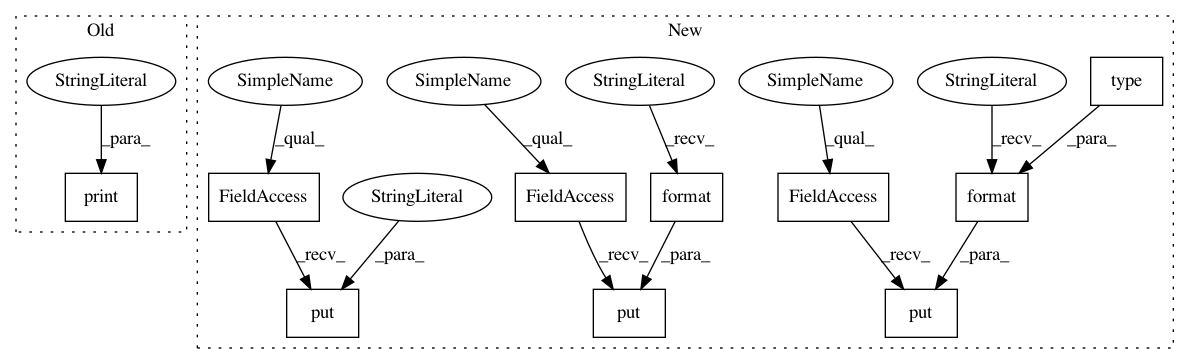 Old
New
StringLiteral
SimpleName
SimpleName
StringLiteral
SimpleName
StringLiteral
type
_para_
_qual_
_qual_
_recv_
_qual_
_recv_
_para_
print
FieldAccess
StringLiteral
FieldAccess
format
FieldAccess
format
_recv_
_para_
_recv_
_para_
_recv_
_para_
put
put
put